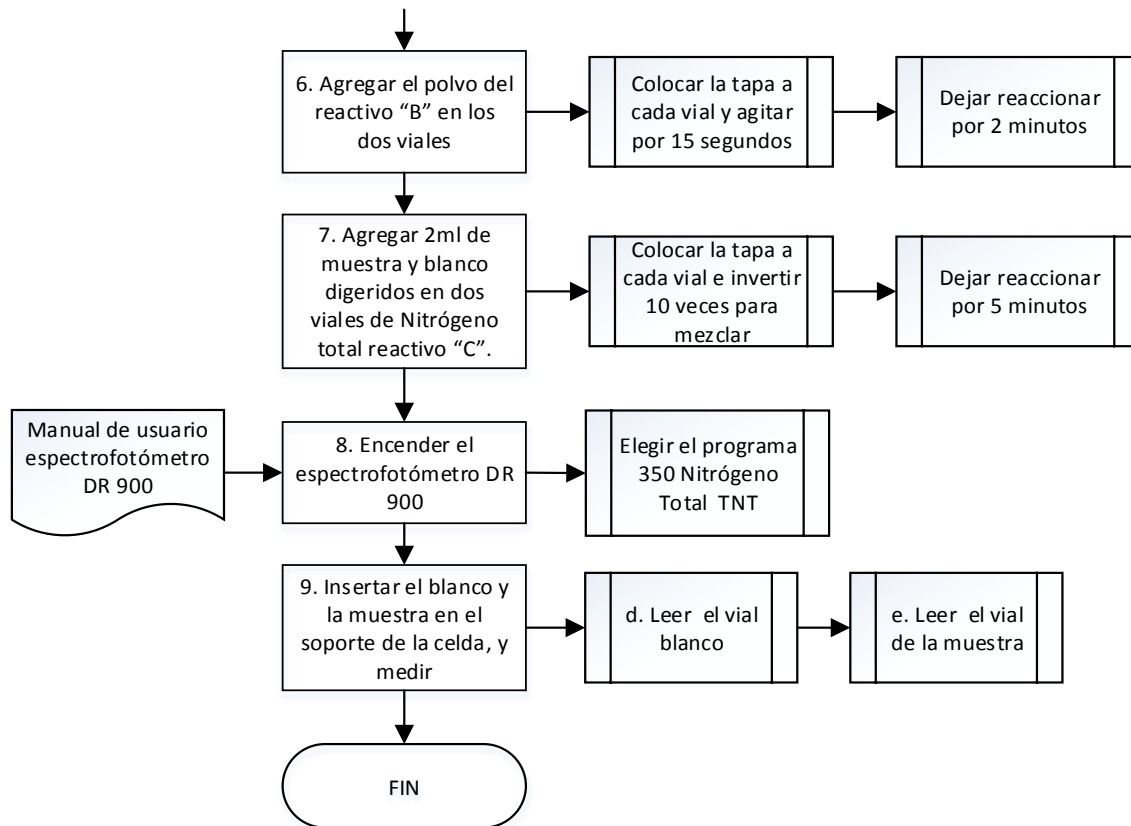 6. Agregar el polvo del
reactivo “B” en los
dos viales
Colocar la tapa a
cada vial y agitar
por 15 segundos
Dejar reaccionar
por 2 minutos
7. Agregar 2ml de
muestra y blanco
digeridos en dos
viales de Nitrógeno
total reactivo “C”.
Colocar la tapa a
cada vial e invertir
10 veces para
mezclar
Dejar reaccionar
por 5 minutos
Manual de usuario
espectrofotómetro
DR 900
8. Encender el
espectrofotómetro DR
900
Elegir el programa
350 Nitrógeno
Total TNT
9. Insertar el blanco y
la muestra en el
soporte de la celda, y
medir
d. Leer el vial
blanco
e. Leer el vial
de la muestra
FIN